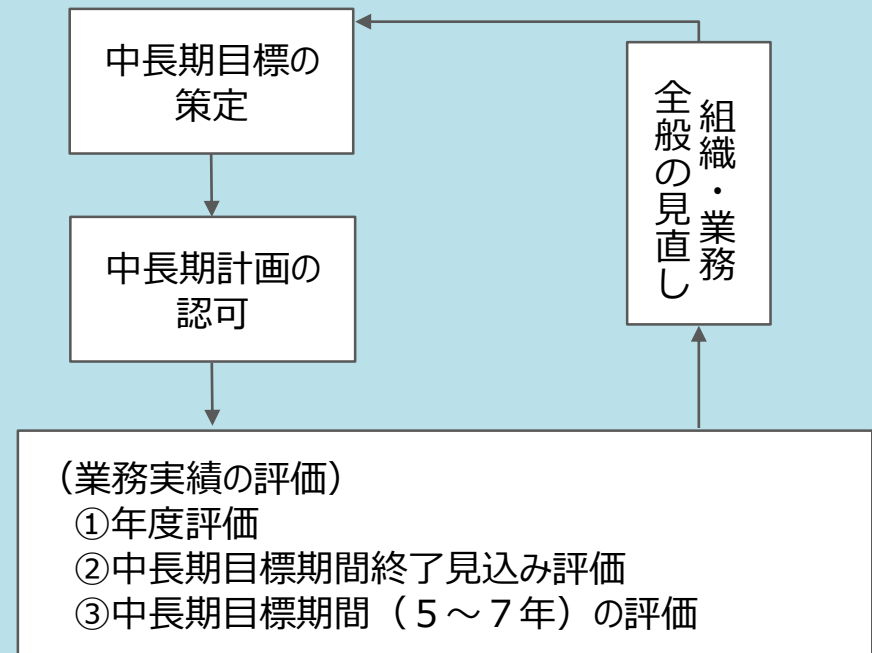 中長期目標の
策定
中長期計画の
認可
組織・業務
全般の見直し
（業務実績の評価）
①年度評価
②中長期目標期間終了見込み評価
③中長期目標期間（５～７年）の評価